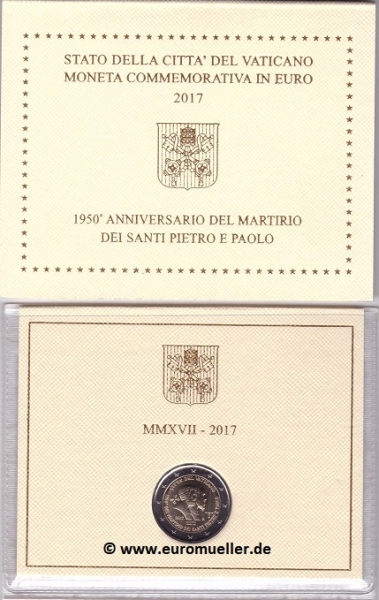 STATO DELLA CITTA' DEL VATICANO
MONETA COMMEMORATIVA IN EURO
2017
1950° ANNIVERSARIO DEL MARTIRIO
DEI SANTI PIETRO E PAOLO
MMXVII - 2017
© www.euromueller.de